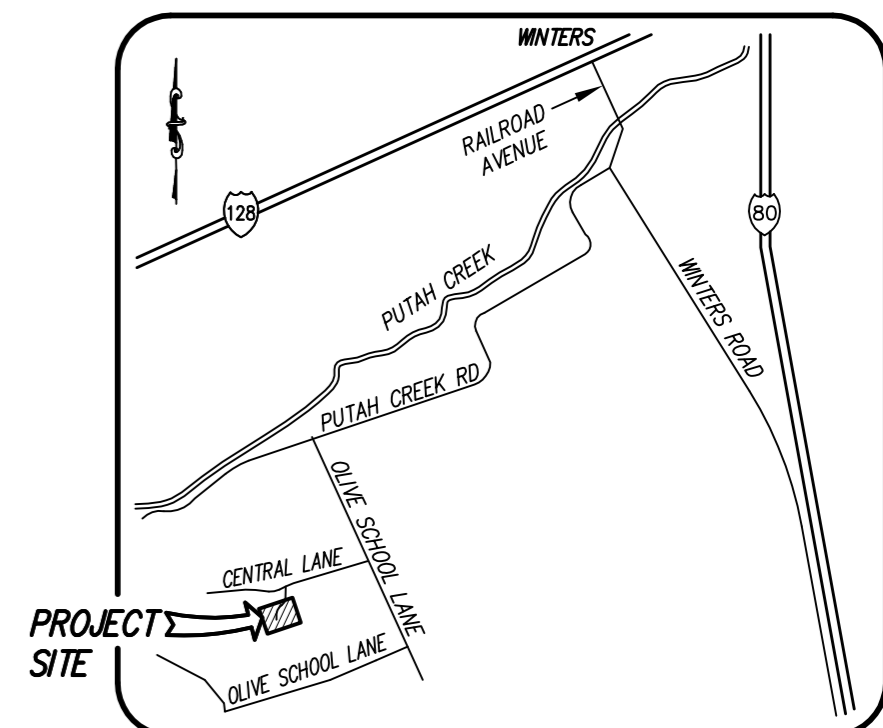 WINTERS
RAILROAD
AVENUE
128
80
PUTAH CREEK
WINTERS ROAD
PUTAH CREEK RD
OLIVE SCHOOL LANE
CENTRAL LANE
PROJECT
SITE
OLIVE SCHOOL LANE